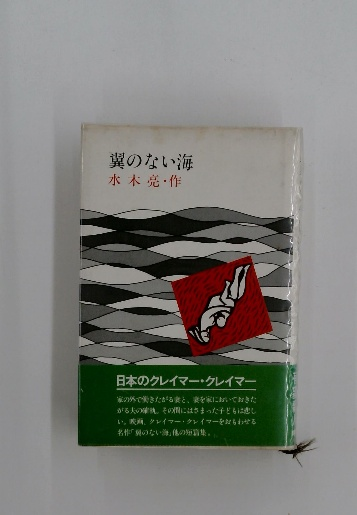 翼のない海
水木亮・作
日本のクレイマー・クレイマー
家の外で働きたがる妻と、妻を家においておきた
がる夫の確執。その間にはさまった子どもは悲し
い。映画、クレイマー・クレイマーをおもわせる
名作「翼のない海」他の短篇集。